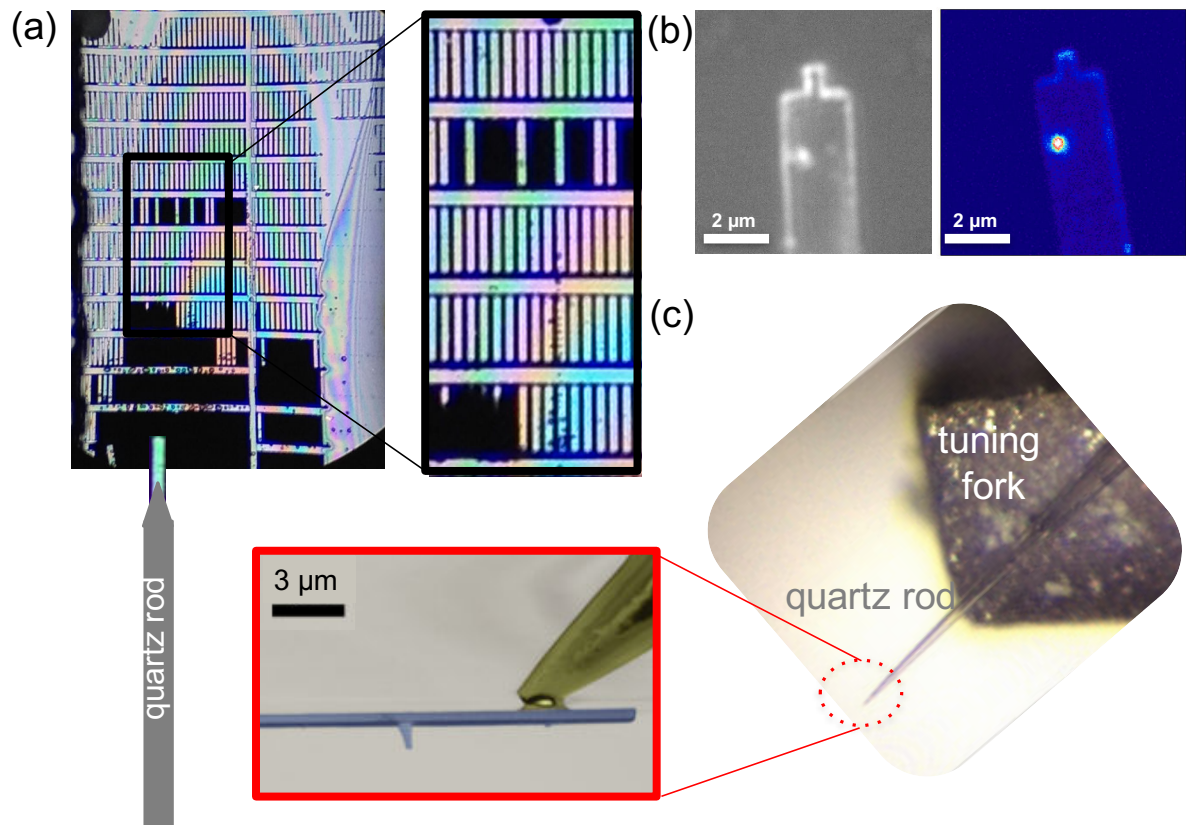 (a)
(b)
2 µm
2 µm
(c)
tuning
fork
quartz rod
3 µm
quartz rod